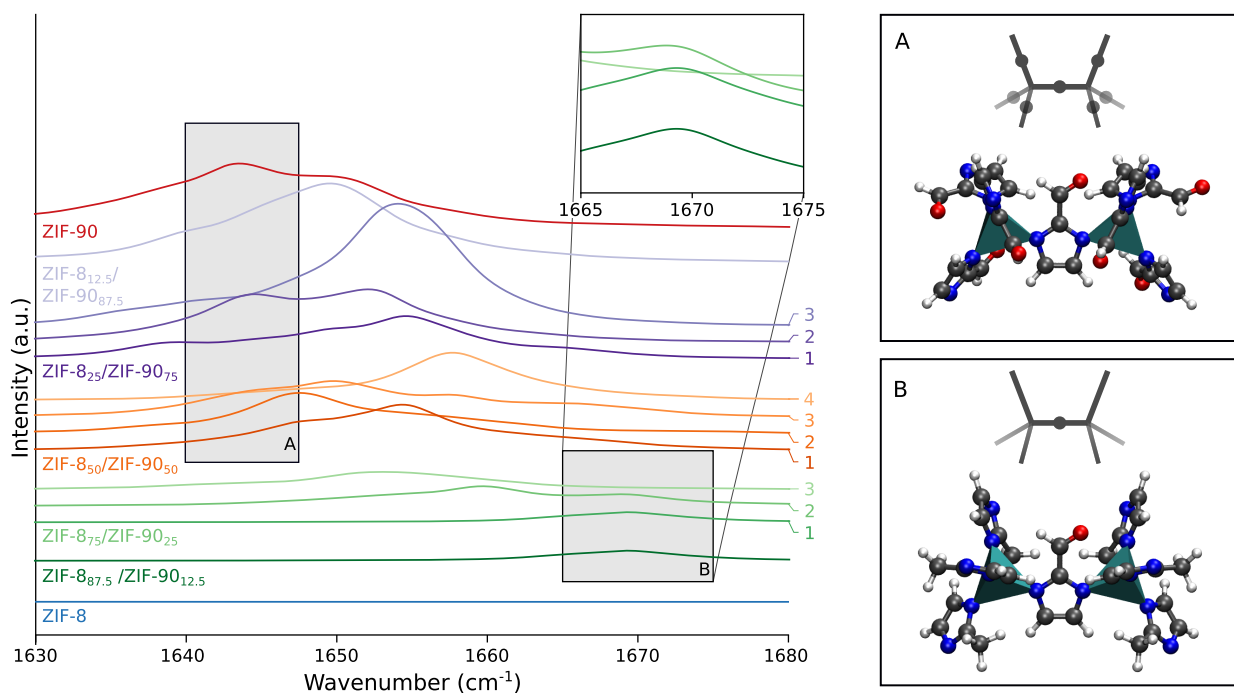 Intensity (a.u.)
ZIF-90
ZIF-8₁₂.₅/
ZIF-90₈₇.₅
3
2
1
ZIF-8₂₅/ZIF-90₇₅
A
4
3
2
1
ZIF-8₅₀/ZIF-90₅₀
3
2
1
ZIF-8₇₅/ZIF-90₂₅
B
ZIF-8₈₇.₅ /ZIF-90₁₂.₅
ZIF-8
1630 1640 1650 1660 1670 1680
Wavenumber (cm⁻¹)
1665 1670 1675
A
B